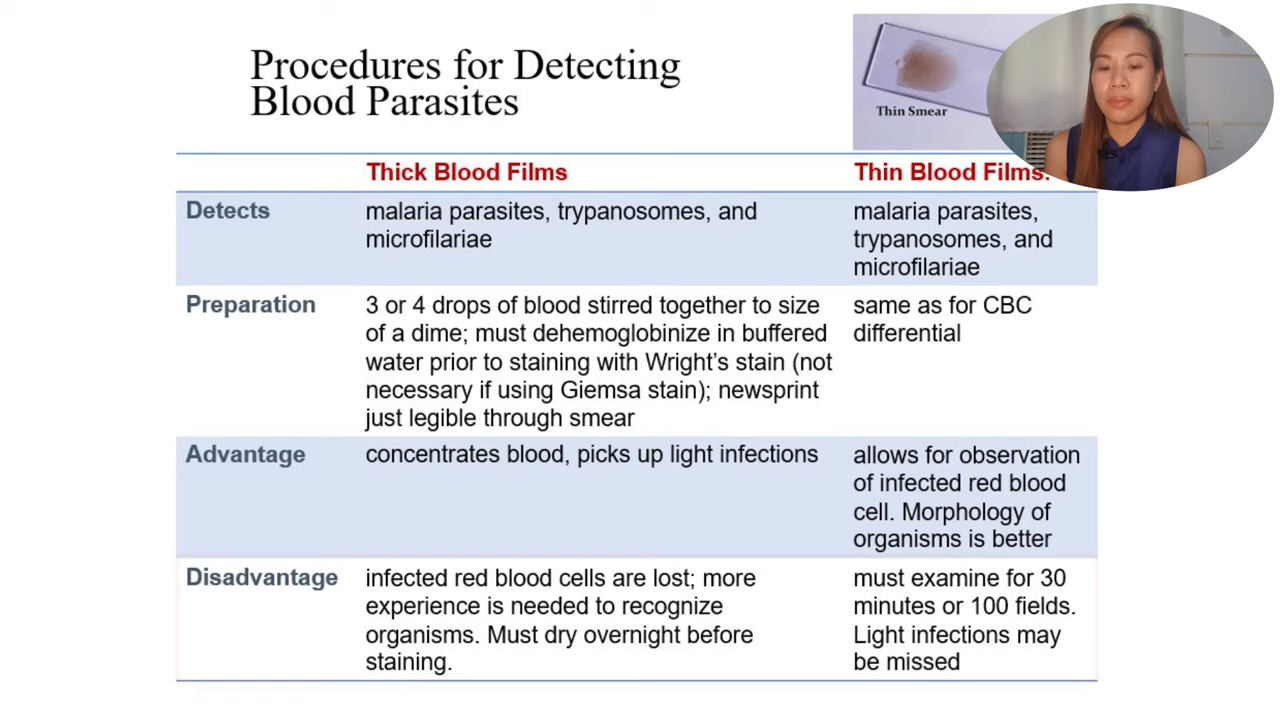 Procedures for Detecting
Blood Parasites
Thin Smear
Thick Blood Films
Thin Blood Films:
Detects
malaria parasites, trypanosomes, and
microfilariae
malaria parasites,
trypanosomes, and
microfilariae
Preparation
3 or 4 drops of blood stirred together to size
of a dime; must dehemoglobinize in buffered
water prior to staining with Wright’s stain (not
necessary if using Giemsa stain); newsprint
just legible through smear
same as for CBC
differential
Advantage
concentrates blood, picks up light infections
allows for observation
of infected red blood
cell. Morphology of
organisms is better
Disadvantage
infected red blood cells are lost; more
experience is needed to recognize
organisms. Must dry overnight before
staining.
must examine for 30
minutes or 100 fields.
Light infections may
be missed